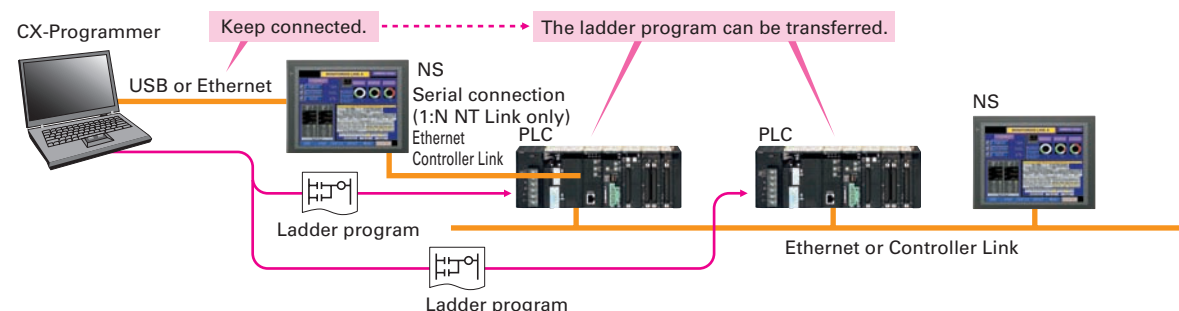 CX-Programmer
Keep connected.
The ladder program can be transferred.
USB or Ethernet
NS
Serial connection
(1:N NT Link only)
Ethernet
Controller Link
PLC
PLC
NS
Ladder program
Ethernet or Controller Link
Ladder program